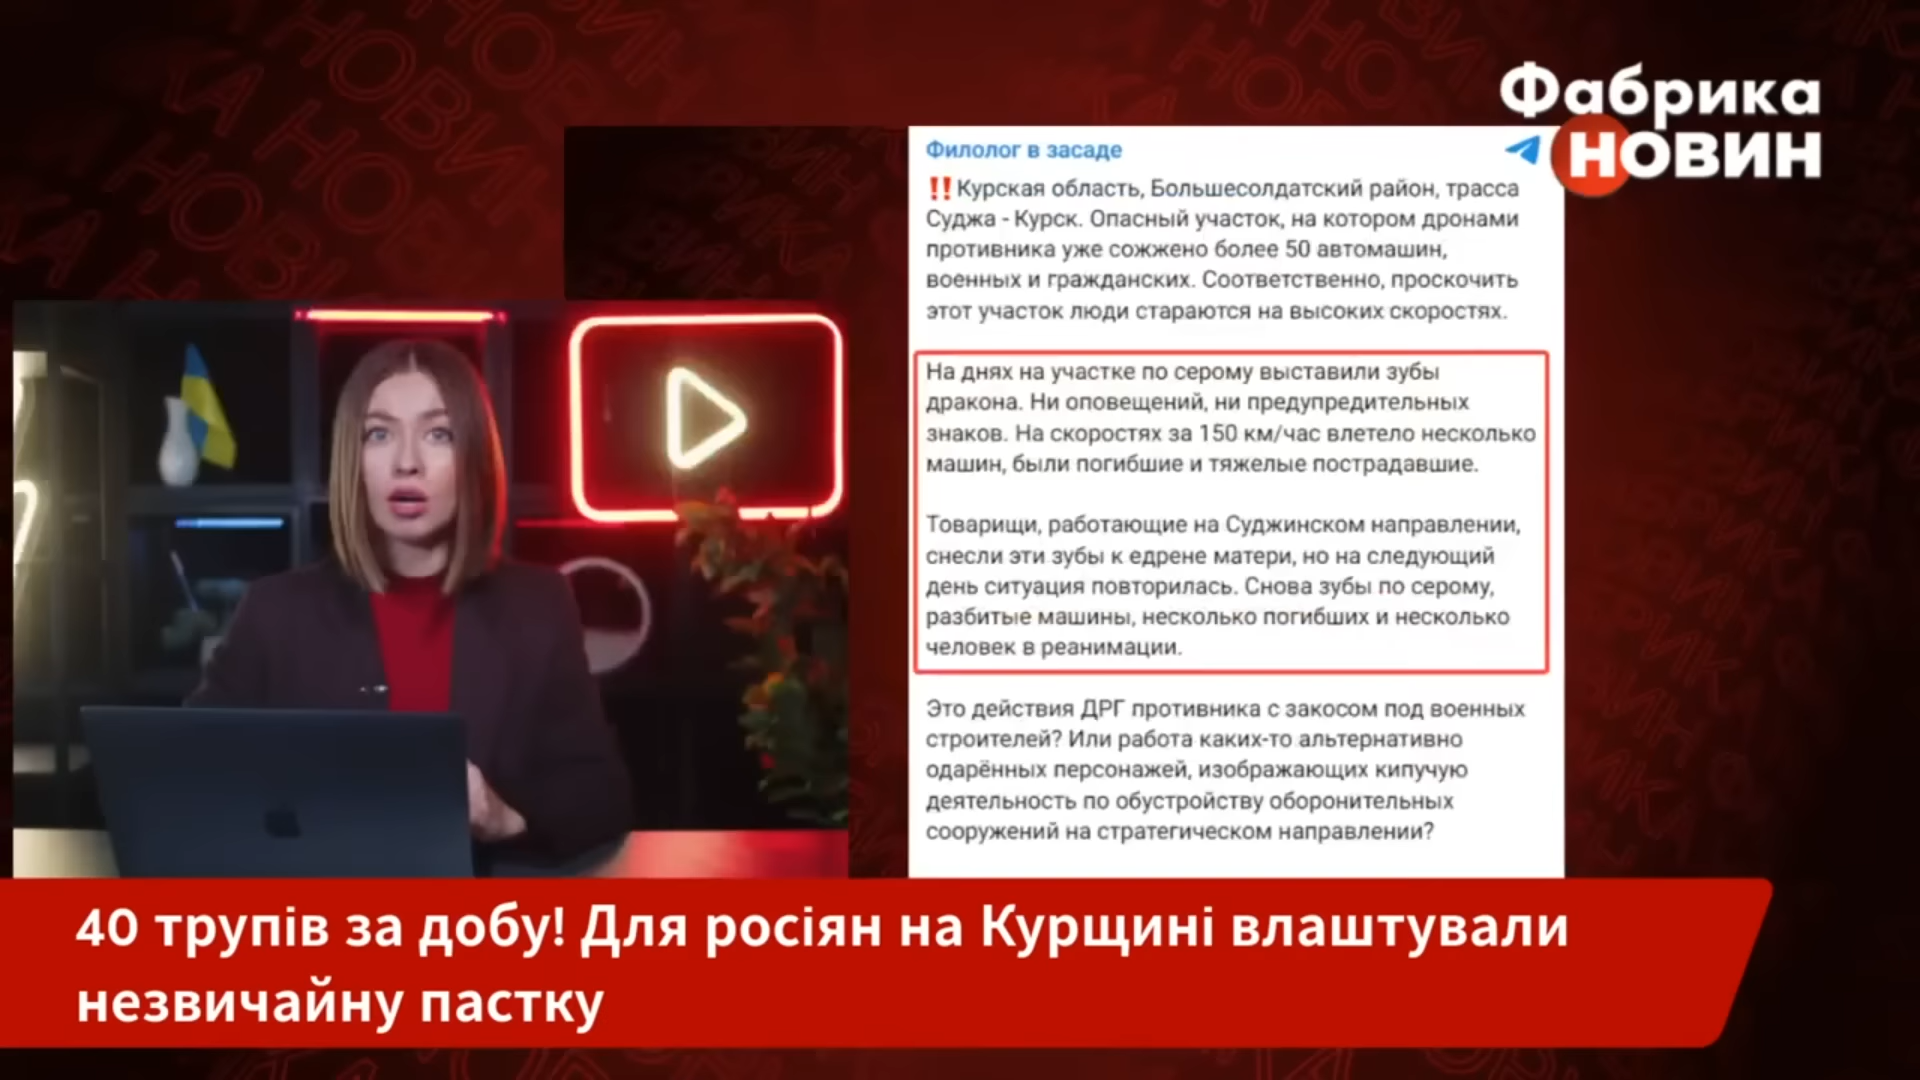 Фабрика
НОВИН
Филолог в засаде
‼️Курская область, Большесолдатский район, трасса
Суджа - Курск. Опасный участок, на котором дронами
противника уже сожжено более 50 автомашин,
военных и гражданских. Соответственно, проскочить
этот участок люди стараются на высоких скоростях.
На днях на участке по серому выставили зубы
дракона. Ни оповещений, ни предупредительных
знаков. На скоростях за 150 км/час влетело несколько
машин, были погибшие и тяжелые пострадавшие.
Товарищи, работающие на Суджинском направлении,
снесли эти зубы к едрене матери, но на следующий
день ситуация повторилась. Снова зубы по серому,
разбитые машины, несколько погибших и несколько
человек в реанимации.
Это действия ДРГ противника с закосом под военных
строителей? Или работа каких-то альтернативно
одарённых персонажей, изображающих кипучую
деятельность по обустройству оборонительных
сооружений на стратегическом направлении?
40 трупів за добу! Для росіян на Курщині влаштували
незвичайну пастку